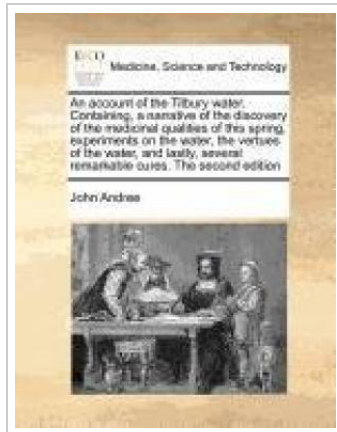 ECCO
Medicine, Science and Technology
An account of the Tilbury water.
Containing, a narrative of the discovery
of the medicinal qualities of this spring,
experiments on the water, the vertues
of the water, and lastly, several
remarkable cures. The second edition
John Andree